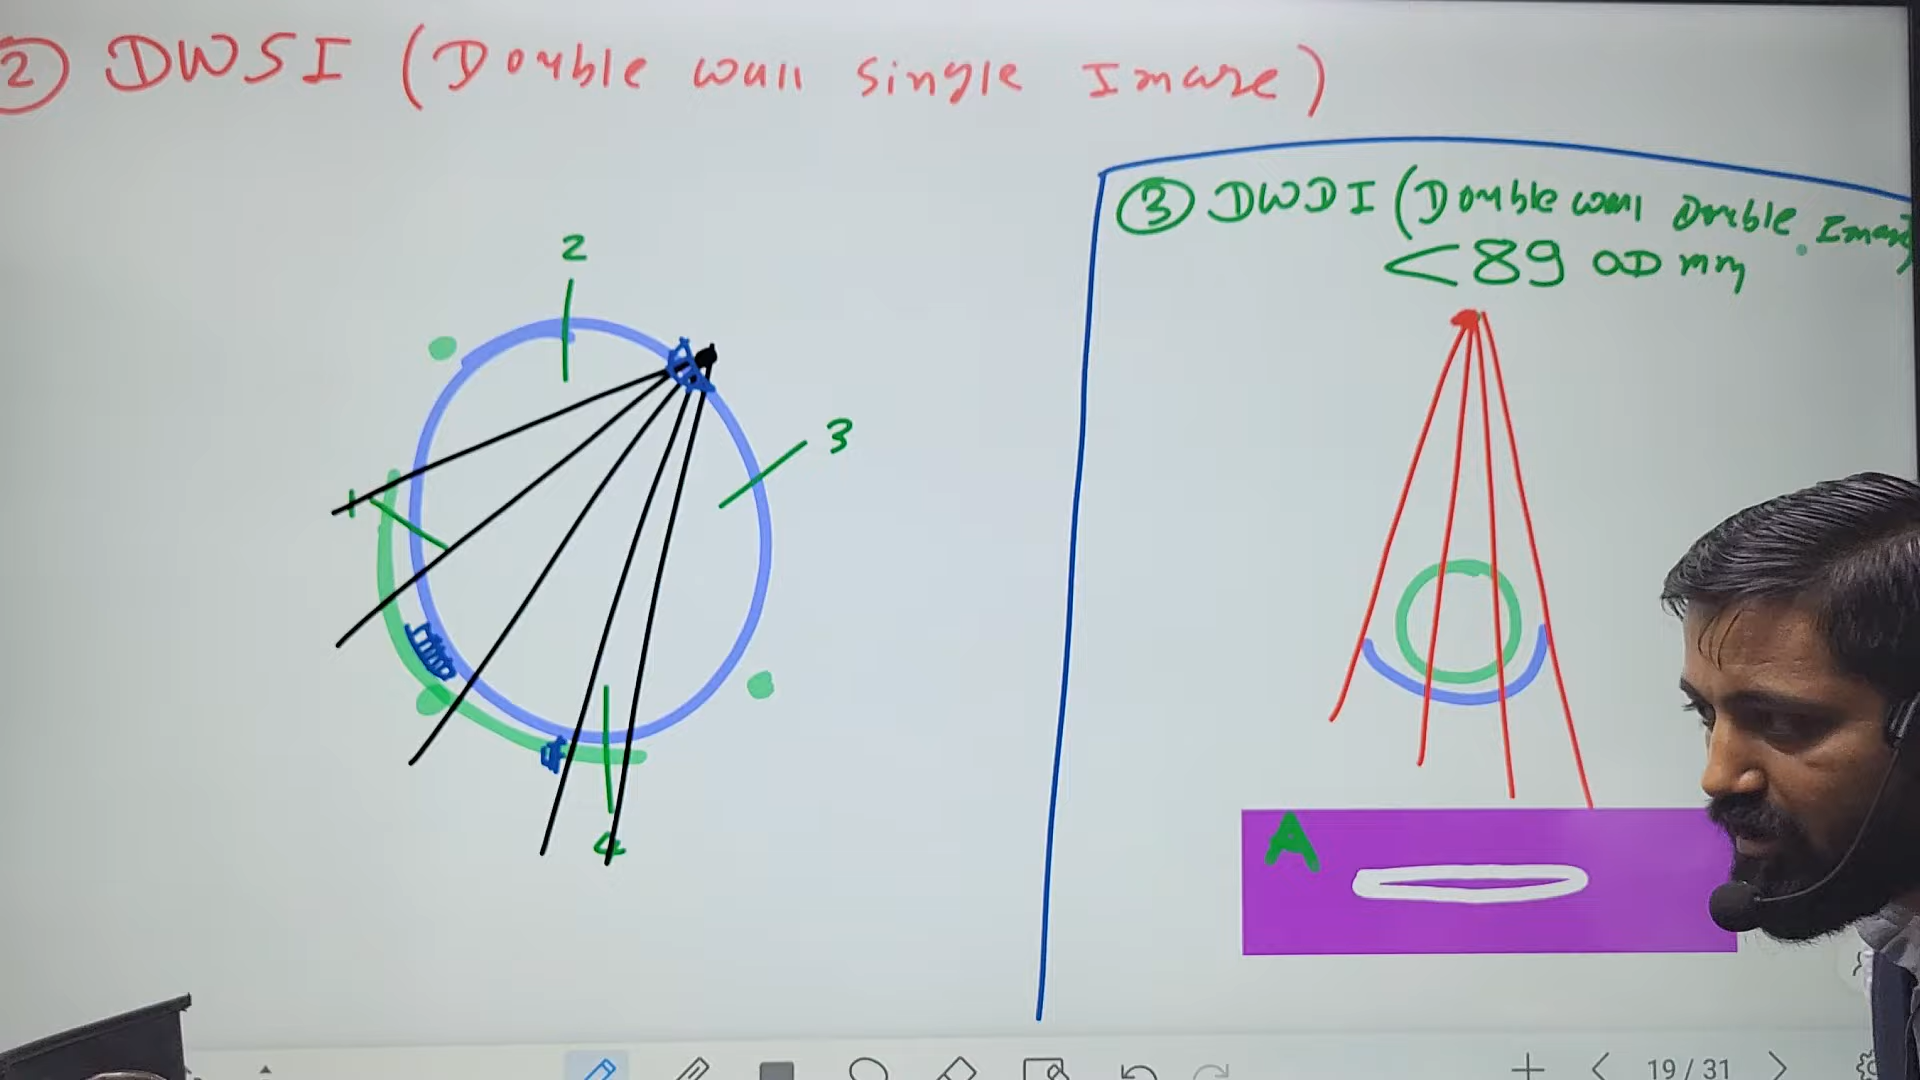 ② DWSI (Double wall single Image)
③ DWDI (Double wall Double Image)
<89 OD mm
2
3
1
4
A
19 / 31